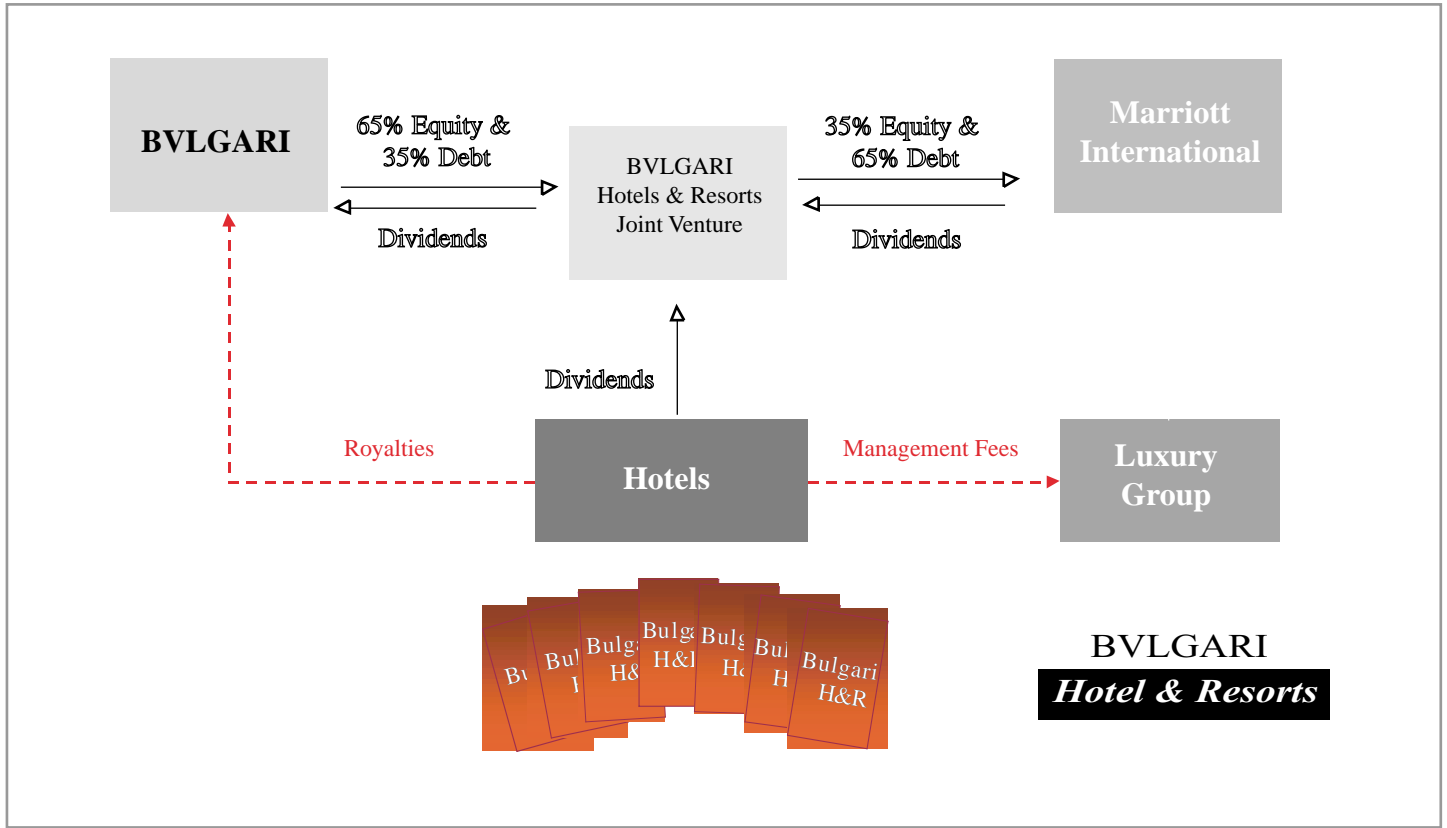 BVLGARI
65% Equity &
35% Debt
Dividends
BVLGARI
Hotels & Resorts
Joint Venture
35% Equity &
65% Debt
Dividends
Marriott
International
Dividends
Royalties
Hotels
Management Fees
Luxury
Group
Bulga
H&
Bulgari
H&R
BVLGARI
Hotel & Resorts